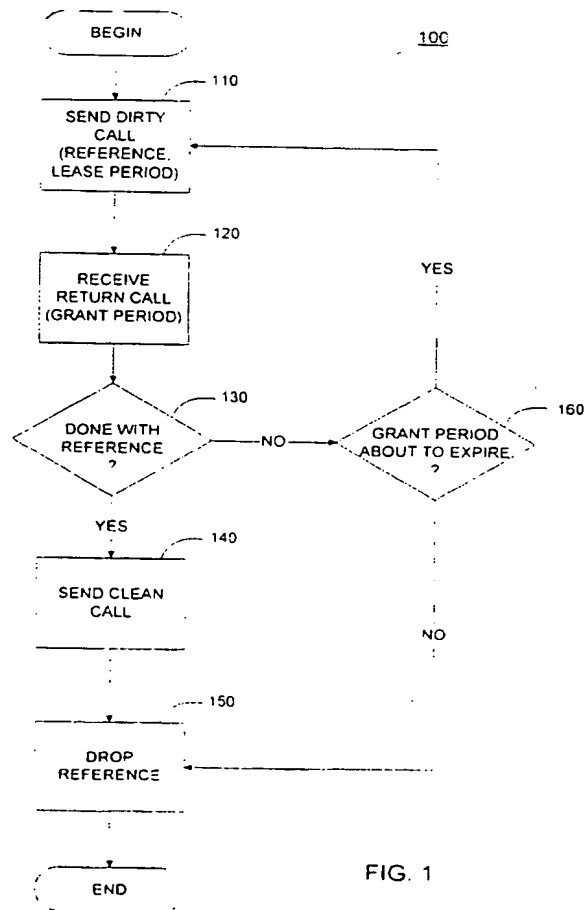 BEGIN
100
110
SEND DIRTY
CALL
(REFERENCE,
LEASE PERIOD)
120
RECEIVE
RETURN CALL
(GRANT PERIOD)
YES
130
DONE WITH
REFERENCE
?
NO
160
GRANT PERIOD
ABOUT TO EXPIRE.
?
YES
140
SEND CLEAN
CALL
NO
150
DROP
REFERENCE
END
FIG. 1